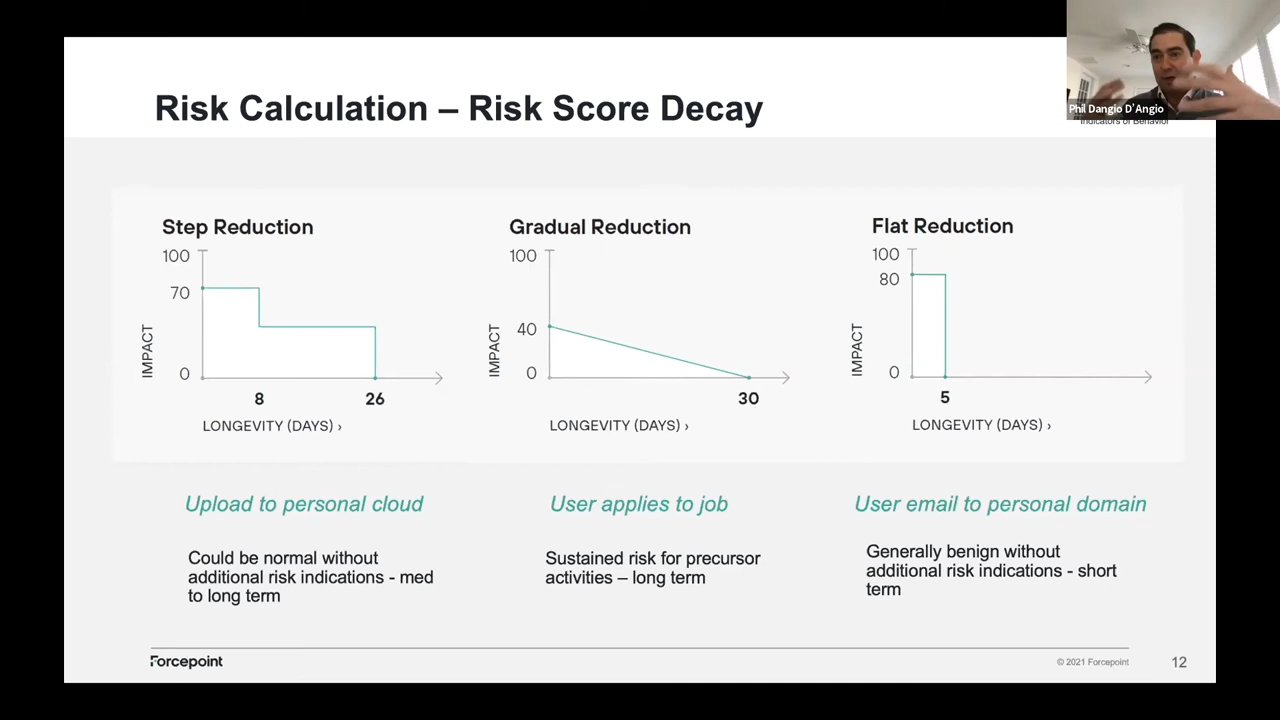 Risk Calculation – Risk Score Decay
Phil Dangio D'Angio
Indicators of Behavior
Step Reduction
100
70
0
IMPACT
8
26
LONGEVITY (DAYS) ›
Gradual Reduction
100
40
0
IMPACT
30
LONGEVITY (DAYS) ›
Flat Reduction
100
80
0
IMPACT
5
LONGEVITY (DAYS) ›
Upload to personal cloud
Could be normal without
additional risk indications - med
to long term
User applies to job
Sustained risk for precursor
activities – long term
User email to personal domain
Generally benign without
additional risk indications - short
term
Forcepoint
© 2021 Forcepoint
12